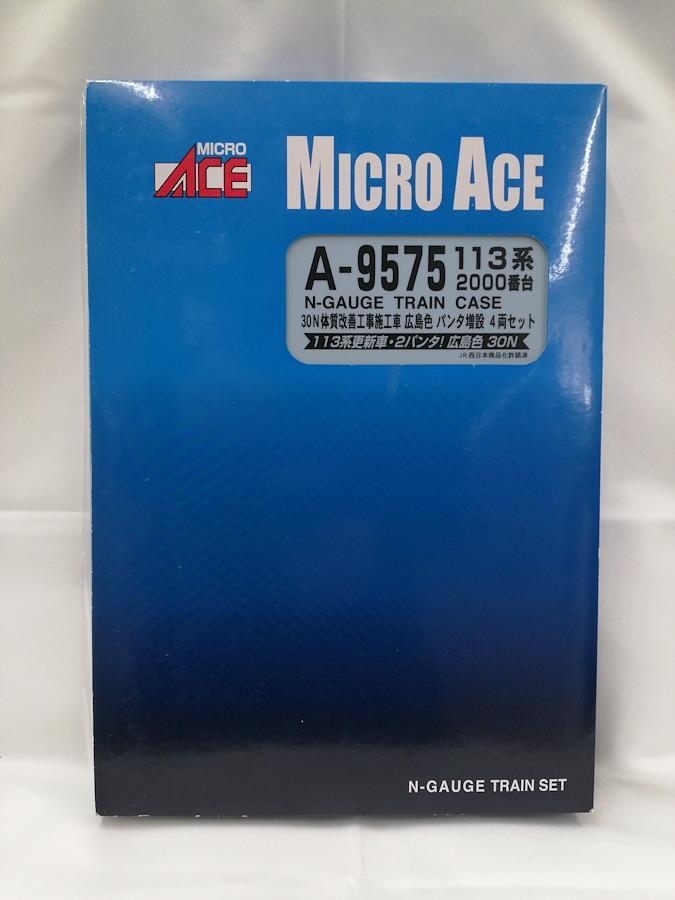 MICRO
ACE
MICRO ACE
A-9575 113系
2000番台
N-GAUGE TRAIN CASE
30N体質改善工事施工車 広島色 パンタ増設 4両セット
113系更新車・2パンタ! 広島色 30N
JR西日本商品化許諾済
N-GAUGE TRAIN SET